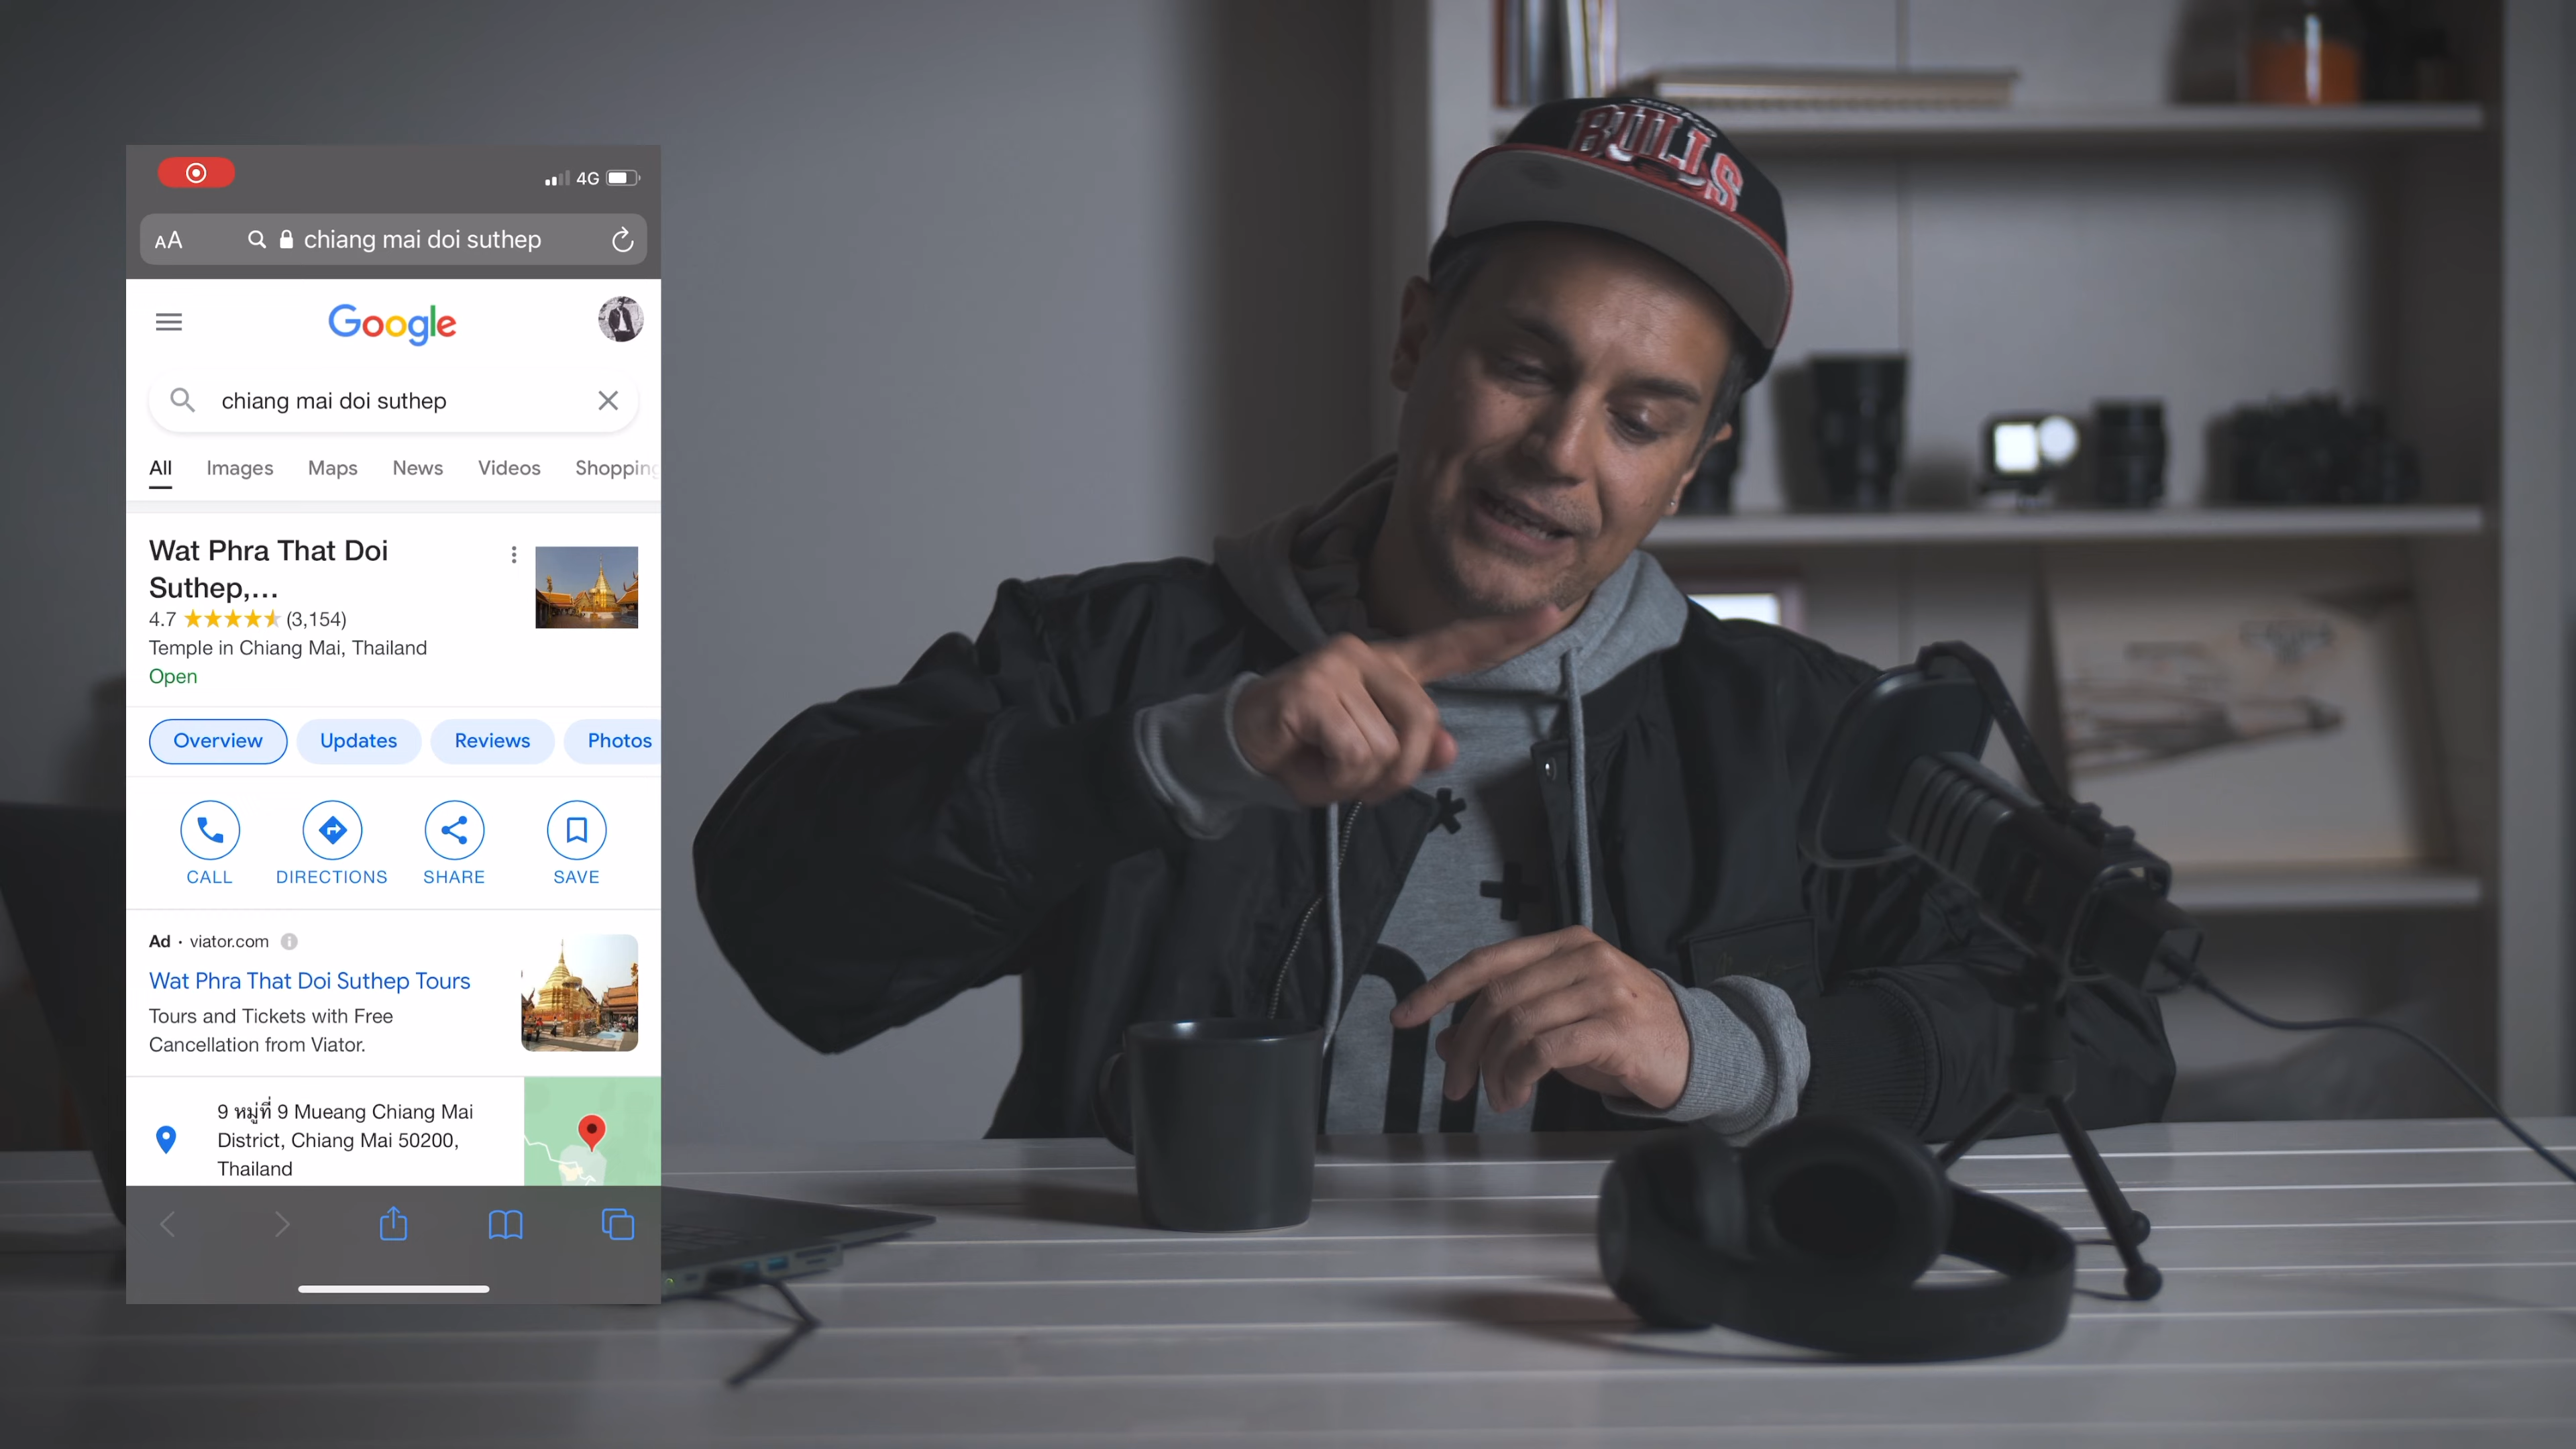 4G
AA chiang mai doi suthep
Google
chiang mai doi suthep
All Images Maps News Videos Shopping
Wat Phra That Doi
Suthep,...
4.7 (3,154)
Temple in Chiang Mai, Thailand
Open
Overview Updates Reviews Photos
CALL DIRECTIONS SHARE SAVE
Ad · viator.com
Wat Phra That Doi Suthep Tours
Tours and Tickets with Free
Cancellation from Viator.
9 หมู่ที่ 9 Mueang Chiang Mai
District, Chiang Mai 50200,
Thailand
CHICAGO
BULLS